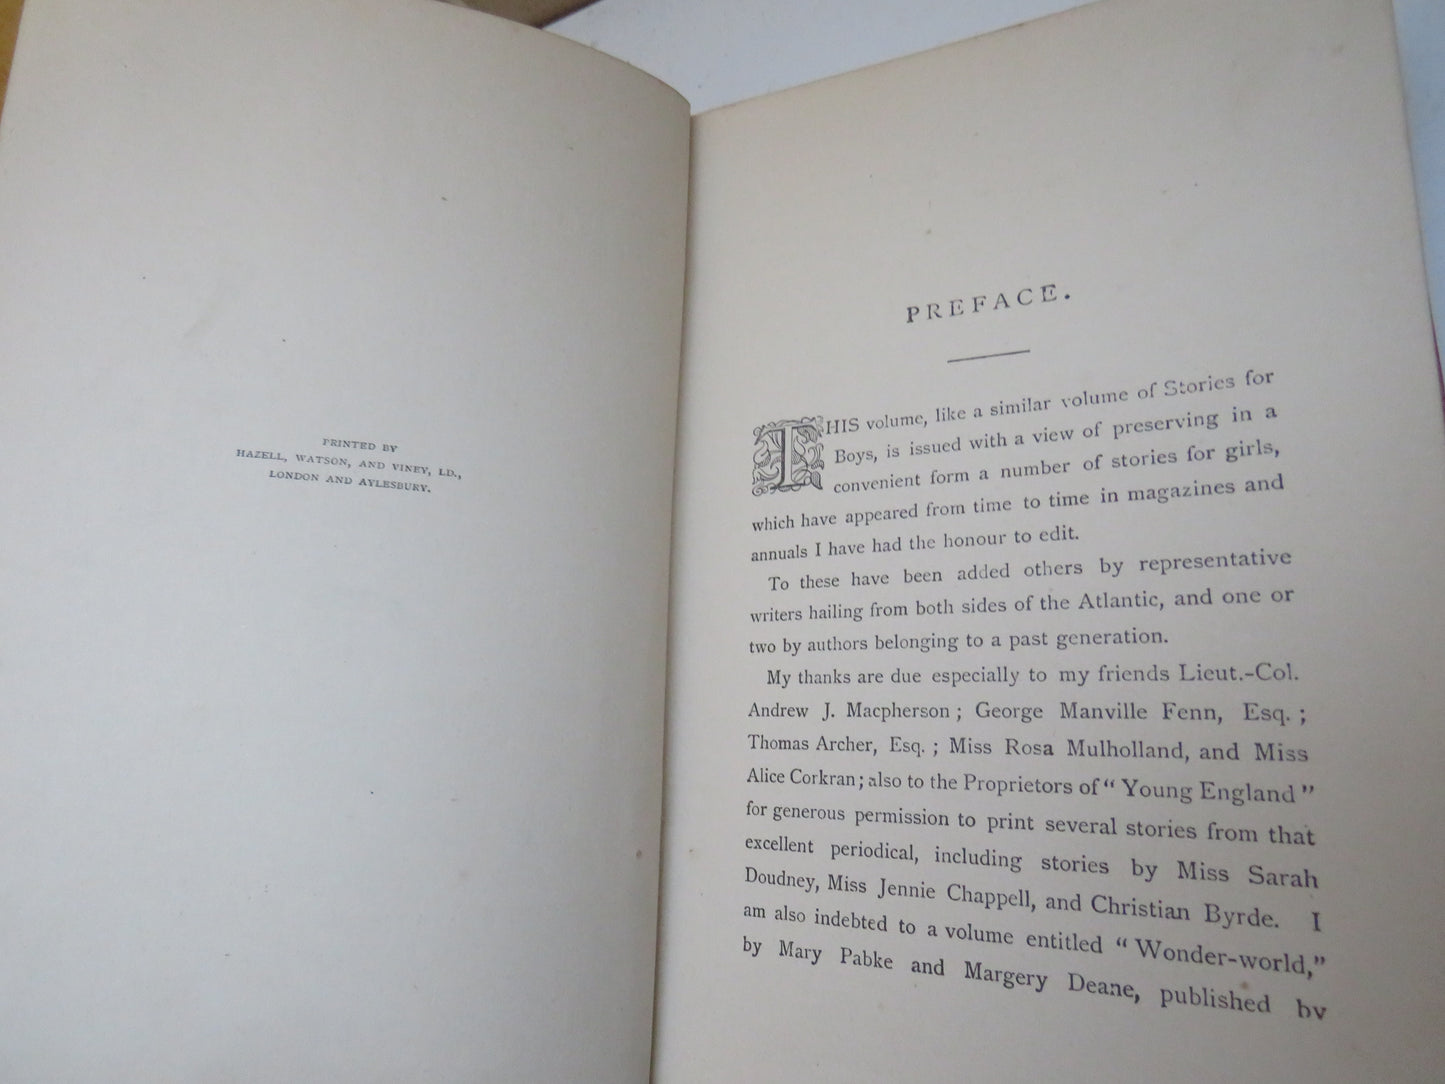 PRINTED BY
HAZELL, WATSON, AND VINEY, LD.,
LONDON AND AYLESBURY.
PREFACE.
THIS volume, like a similar volume of Stories for
Boys, is issued with a view of preserving in a
convenient form a number of stories for girls,
which have appeared from time to time in magazines and
annuals I have had the honour to edit.
To these have been added others by representative
writers hailing from both sides of the Atlantic, and one or
two by authors belonging to a past generation.
My thanks are due especially to my friends Lieut.-Col.
Andrew J. Macpherson; George Manville Fenn, Esq.;
Thomas Archer, Esq.; Miss Rosa Mulholland, and Miss
Alice Corkran; also to the Proprietors of "Young England"
for generous permission to print several stories from that
excellent periodical, including stories by Miss Sarah
Doudney, Miss Jennie Chappell, and Christian Byrde. I
am also indebted to a volume entitled "Wonder-world,"
by Mary Pabke and Margery Deane, published by